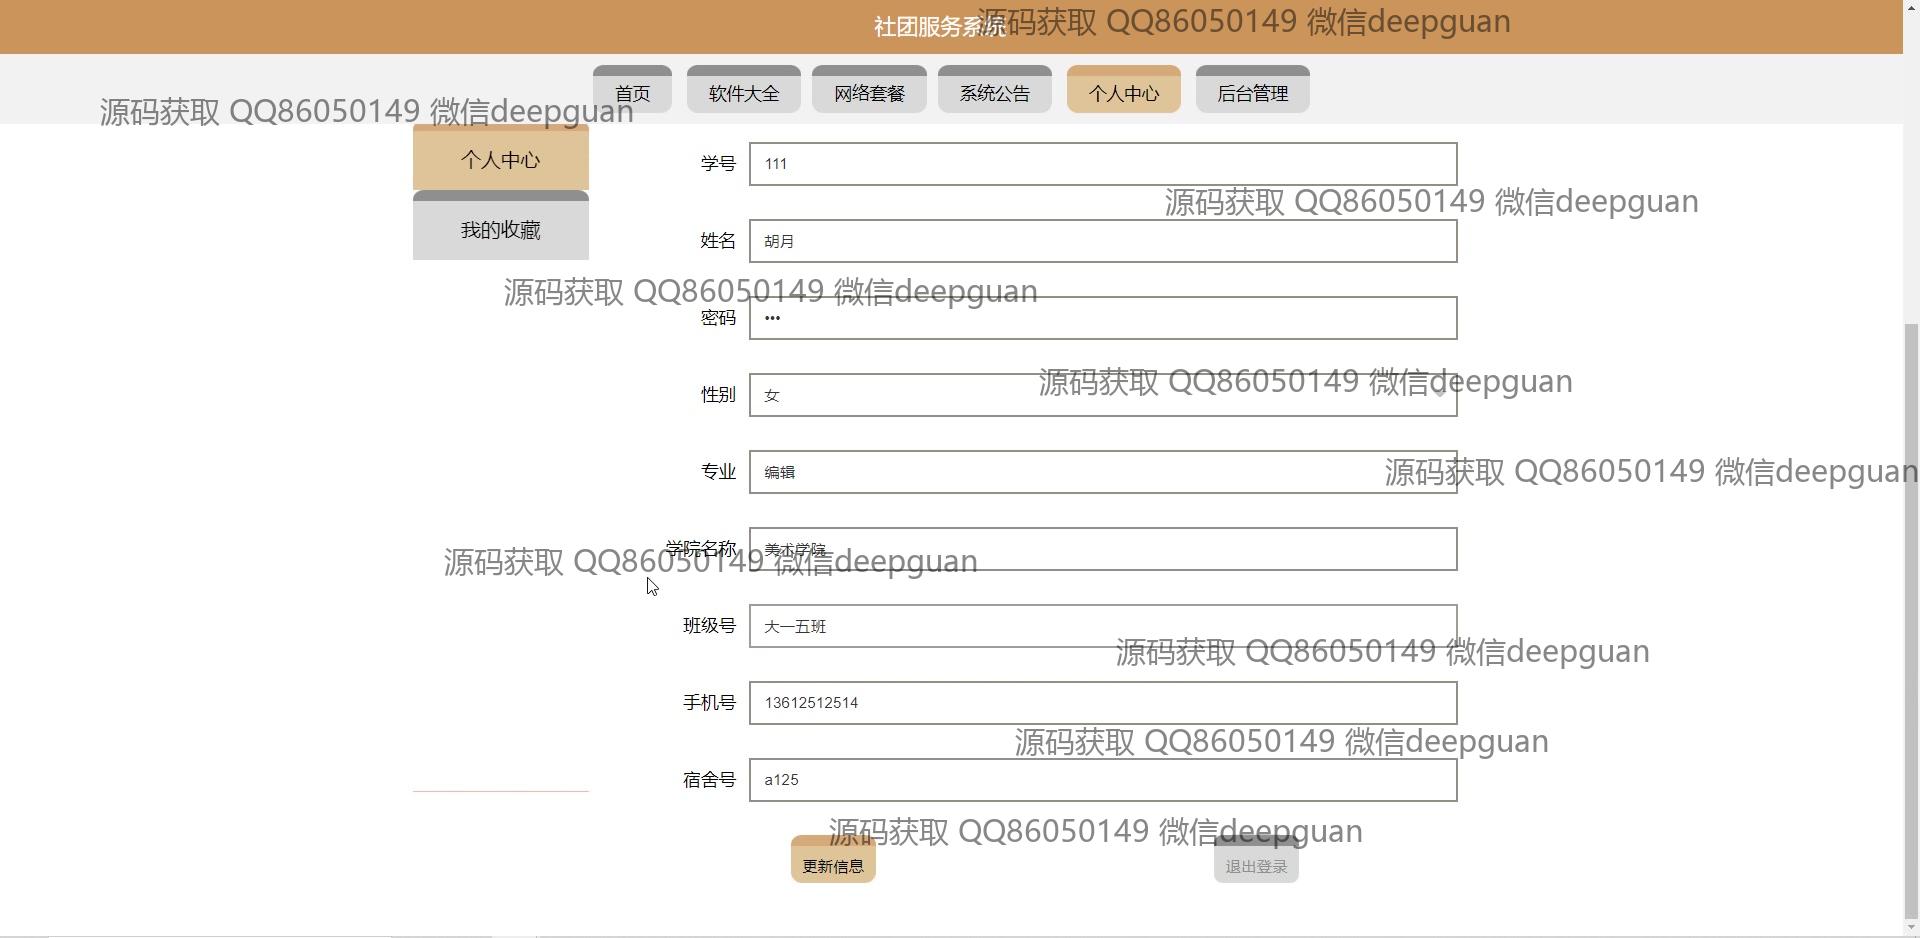 社团服务系统
源码获取 QQ86050149 微信deepguan
首页 软件大全 网络套餐 系统公告 个人中心 后台管理
源码获取 QQ86050149 微信deepguan
个人中心
学号 111
源码获取 QQ86050149 微信deepguan
我的收藏
姓名 胡月
源码获取 QQ86050149 微信deepguan
密码 •••
源码获取 QQ86050149 微信deepguan
性别 女
专业 编辑
源码获取 QQ86050149 微信deepguan
学院名称 美术学院
源码获取 QQ86050149 微信deepguan
班级号 大一五班
源码获取 QQ86050149 微信deepguan
手机号 13612512514
源码获取 QQ86050149 微信deepguan
宿舍号 a125
源码获取 QQ86050149 微信deepguan
更新信息 退出登录